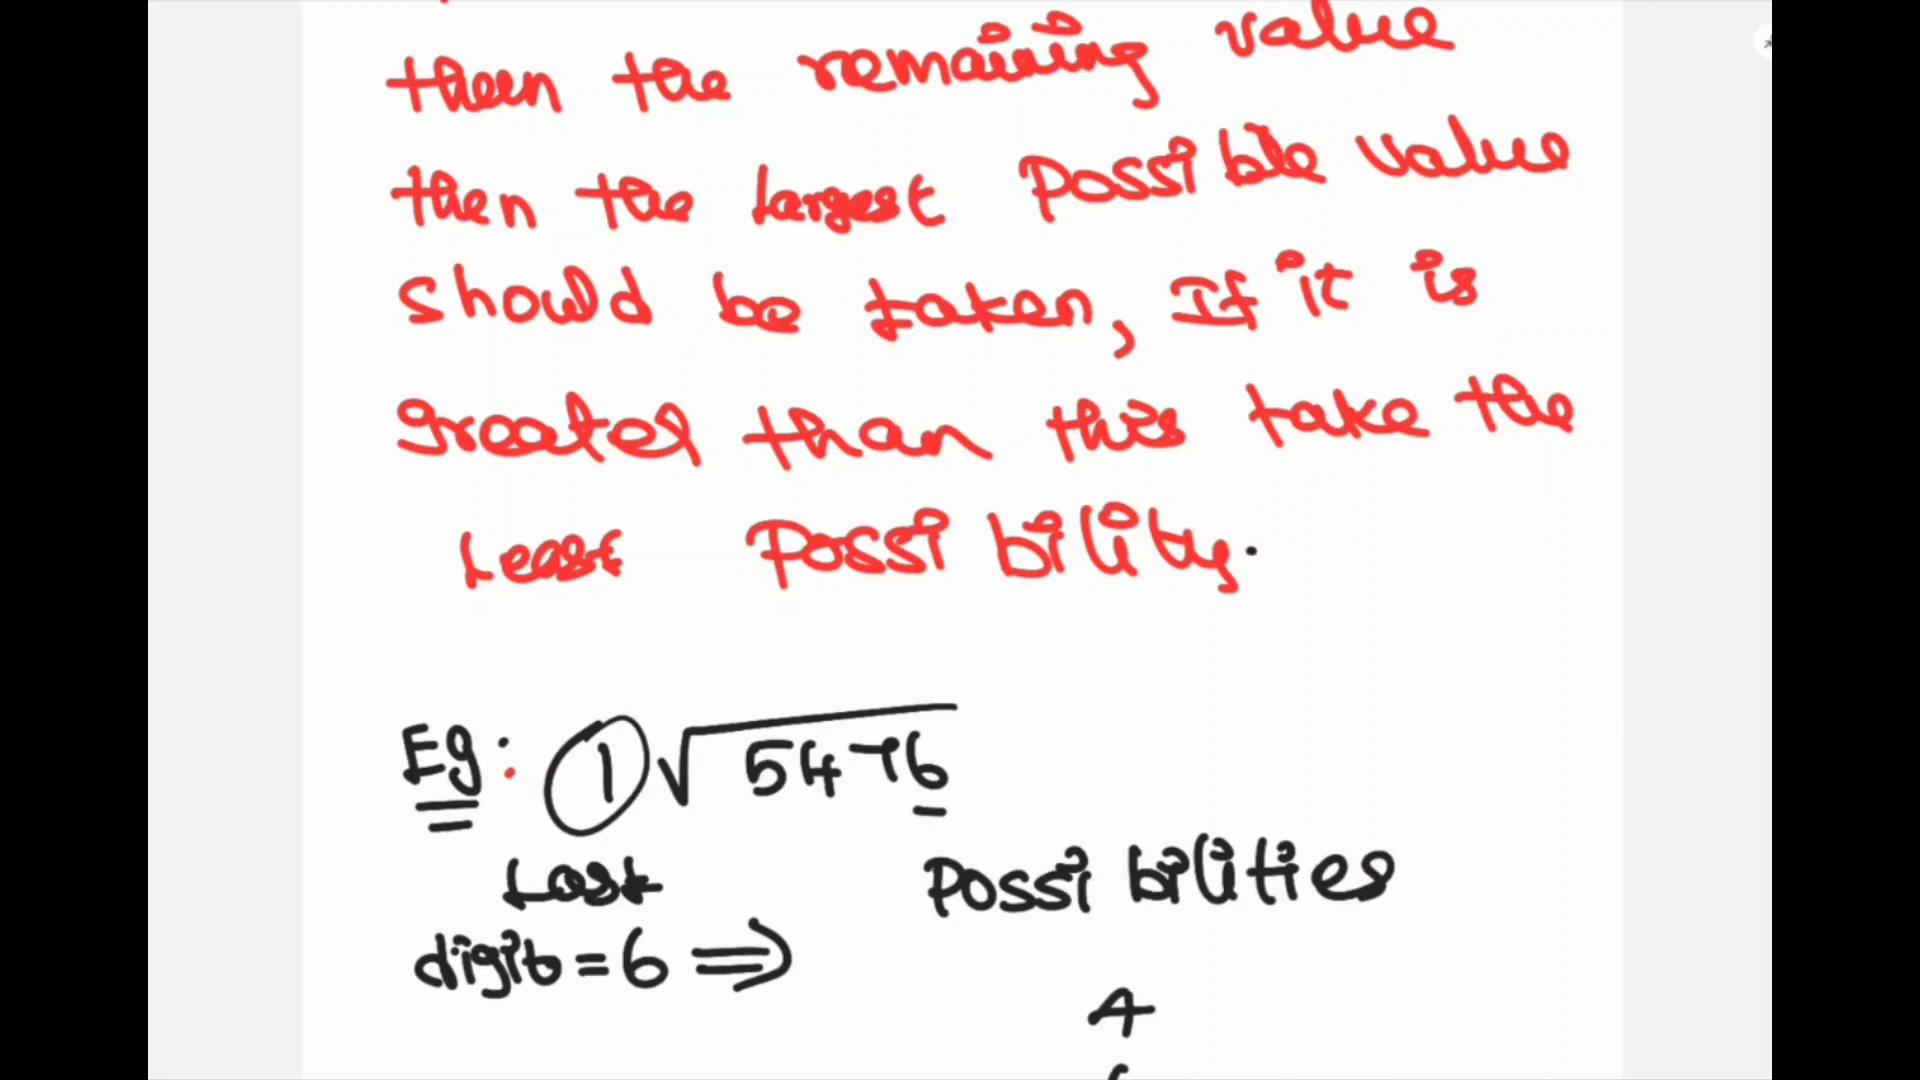 then the remaining value
then the largest possible value
should be taken, If it is
greater than this take the
Least Possibility.
Eg: 1 √5476
Last Possibilities
digit = 6 ⇒
4